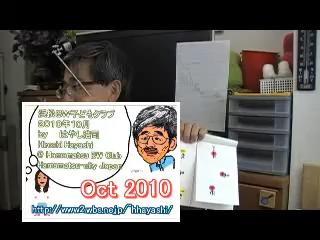 浜松BW子どもクラブ
2010年10月
by はやし浩司
Hiroshi Hayashi
© Hamamatsu BW Club
Hamamatsu-city Japan
Oct 2010
http://www2.wbs.ne.jp/~hhayashi/